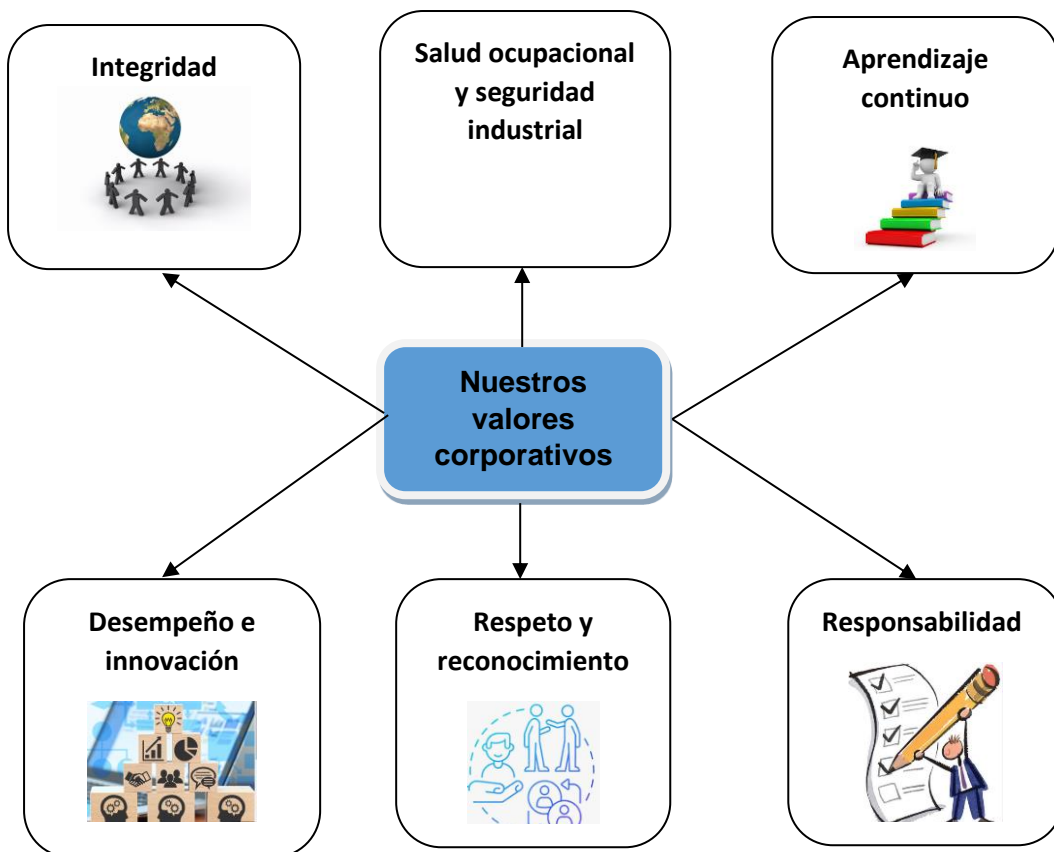 Integridad
Salud ocupacional
y seguridad
industrial
Aprendizaje
continuo
Nuestros
valores
corporativos
Desempeño e
innovación
Respeto y
reconocimiento
Responsabilidad